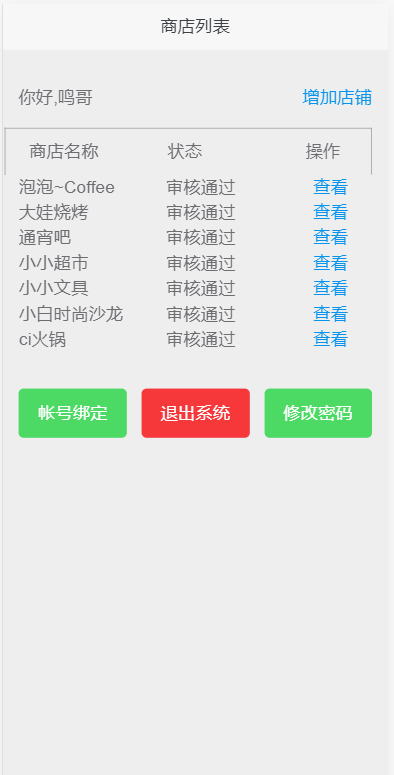 商店列表
你好,鸣哥 增加店铺
商店名称 状态 操作
泡泡~Coffee 审核通过 查看
大娃烧烤 审核通过 查看
通宵吧 审核通过 查看
小小超市 审核通过 查看
小小文具 审核通过 查看
小白时尚沙龙 审核通过 查看
ci火锅 审核通过 查看
帐号绑定 退出系统 修改密码